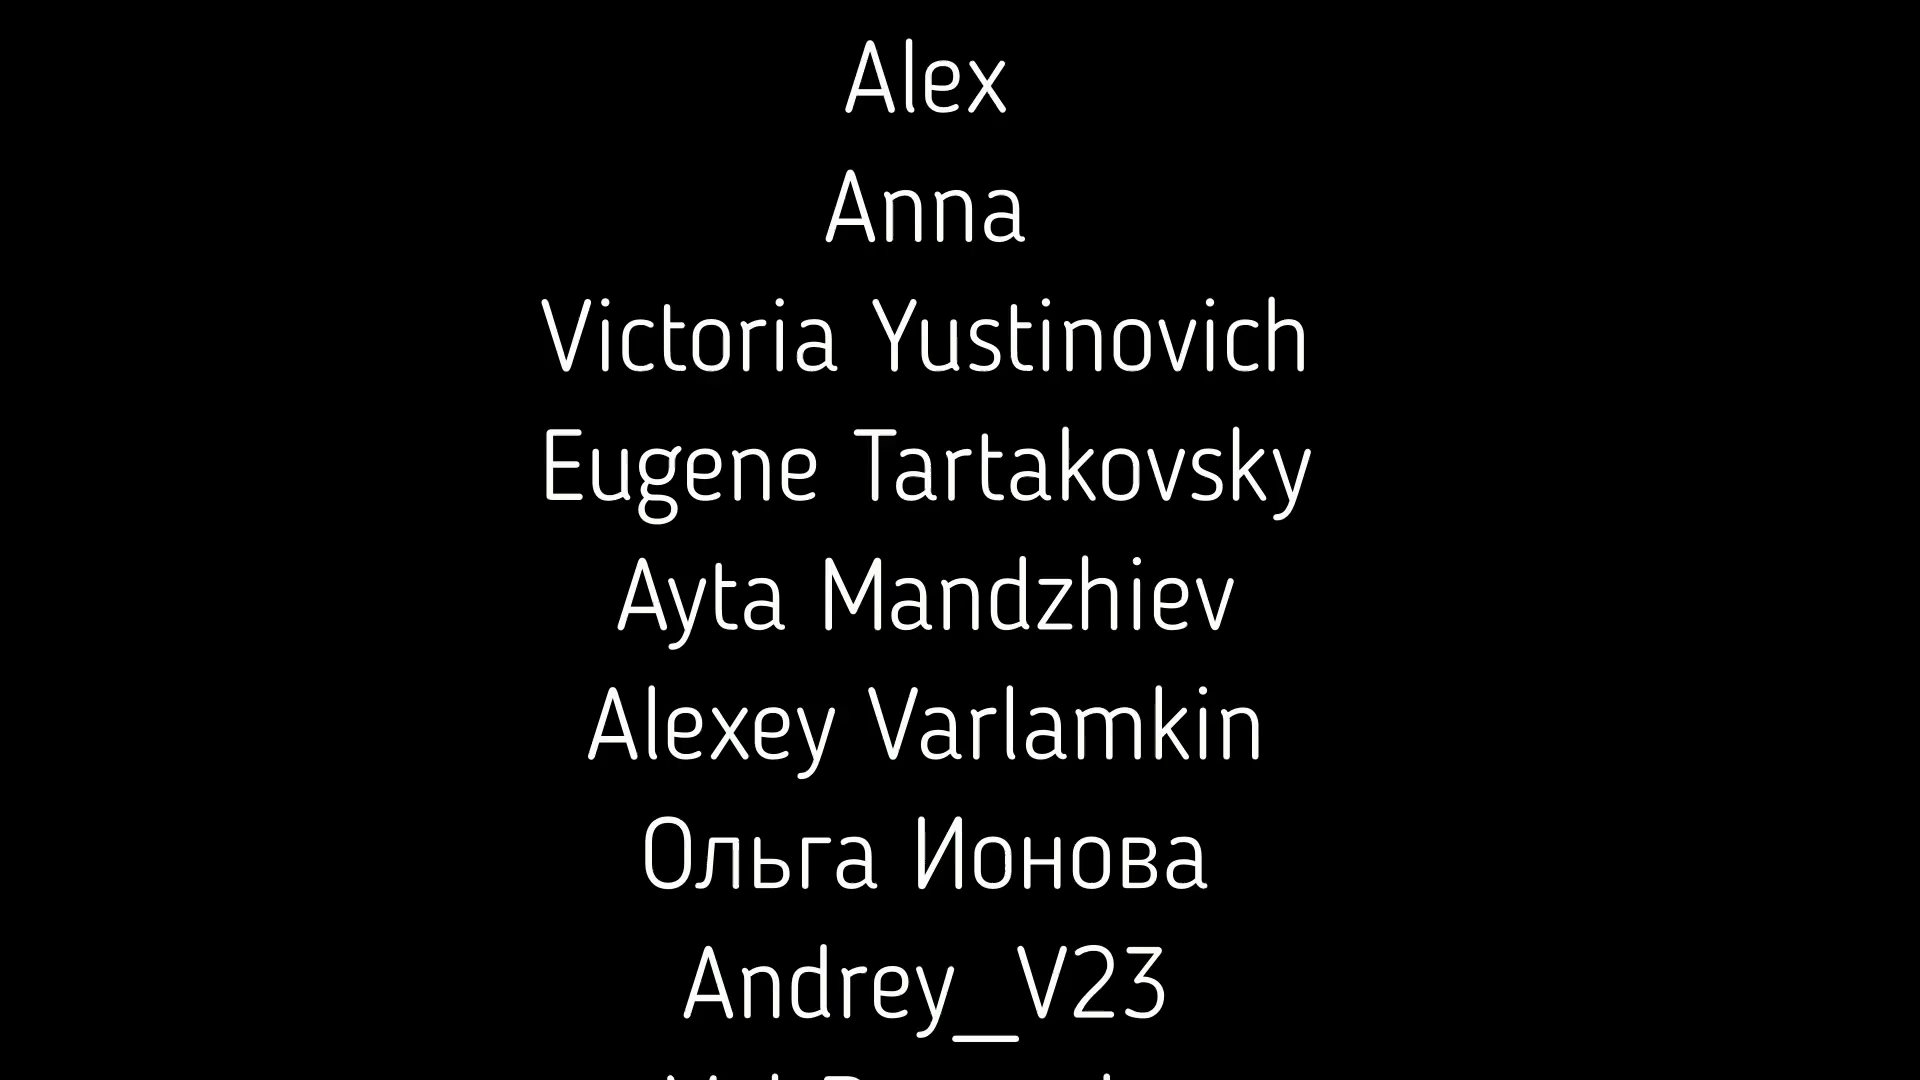 Alex
Anna
Victoria Yustinovich
Eugene Tartakovsky
Ayta Mandzhiev
Alexey Varlamkin
Ольга Ионова
Andrey_V23